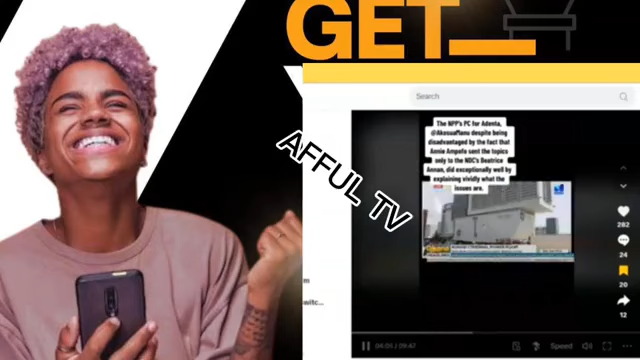 GET_
Search
The NPP's PC for Adenta,
@Akosuafianu despite being
disadvantaged by the fact that
Annie Ampofo sent the topics
only to the NDC's Beatrice
Annan, did exceptionally well by
explaining vividly what the
issues are.
AFFUL TV
282
24
20
12
Speed